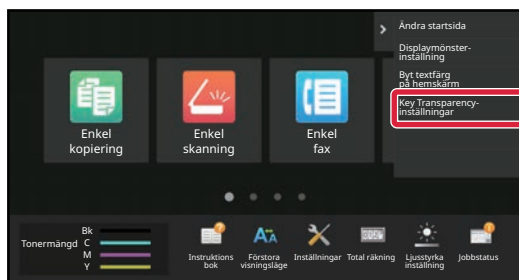 Ändra startsida
Displaymönster-
inställning
Byt textfärg
på hemskärm
Key Transparency-
inställningar
Enkel
kopiering
Enkel
skanning
Enkel
fax
Tonermängd
Bk
C
M
Y
Instruktions
bok
Förstora
visningsläge
Inställningar
Total räkning
Ljusstyrka
inställning
Jobbstatus